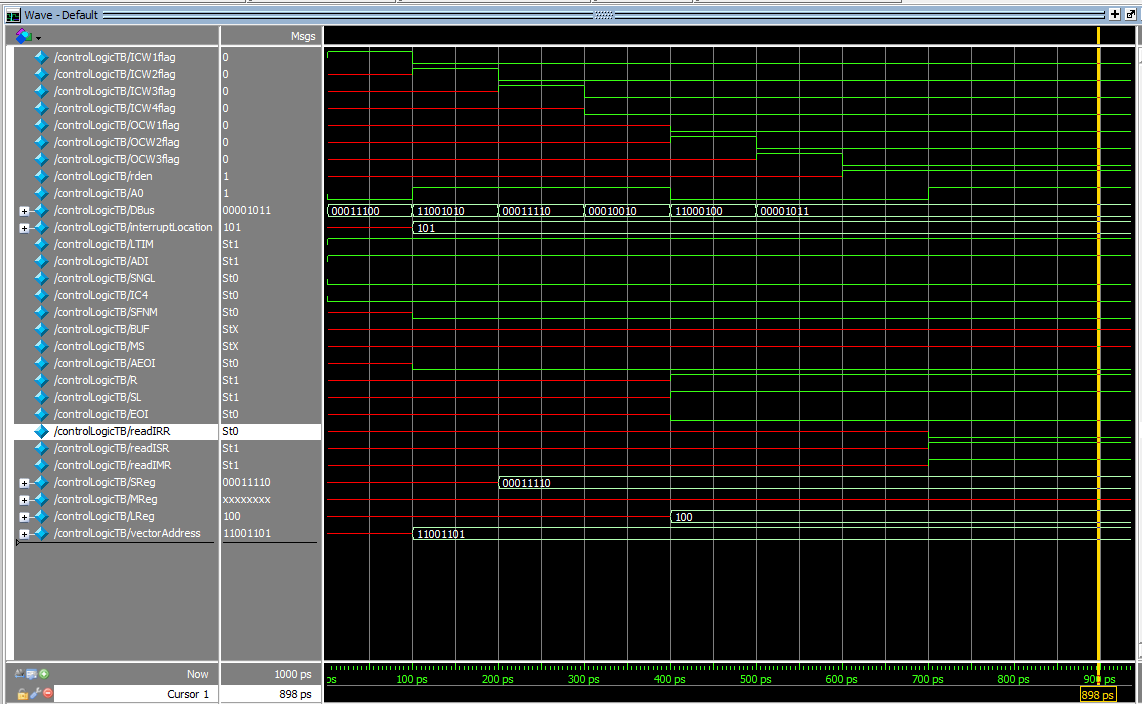 Wave - Default
Msgs
/controlLogicTB/ICW1flag 0
/controlLogicTB/ICW2flag 0
/controlLogicTB/ICW3flag 0
/controlLogicTB/ICW4flag 0
/controlLogicTB/OCW1flag 0
/controlLogicTB/OCW2flag 0
/controlLogicTB/OCW3flag 0
/controlLogicTB/rden 1
/controlLogicTB/A0 1
/controlLogicTB/DBus 00001011 00011100 11001010 00011110 00010010 11000100 00001011
/controlLogicTB/interruptLocation 101 101
/controlLogicTB/LTIM St1
/controlLogicTB/ADI St1
/controlLogicTB/SNGL St0
/controlLogicTB/IC4 St0
/controlLogicTB/SFNM St0
/controlLogicTB/BUF StX
/controlLogicTB/MS StX
/controlLogicTB/AEOI St0
/controlLogicTB/R St1
/controlLogicTB/SL St1
/controlLogicTB/EOI St0
/controlLogicTB/readIRR St0
/controlLogicTB/readISR St1
/controlLogicTB/readIMR St1
/controlLogicTB/SReg 00011110 00011110
/controlLogicTB/MReg xxxxxxxx
/controlLogicTB/LReg 100 100
/controlLogicTB/vectorAddress 11001101 11001101
Now 1000 ps ps 100 ps 200 ps 300 ps 400 ps 500 ps 600 ps 700 ps 800 ps 900 ps
Cursor 1 898 ps 898 ps